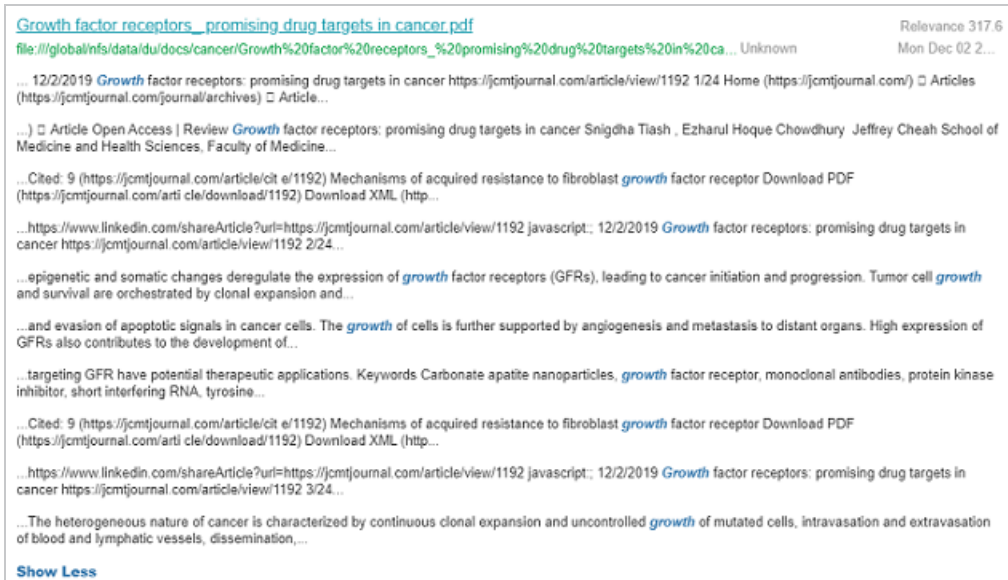 Growth factor receptors_ promising drug targets in cancer.pdf
Relevance 317.6
file:///global/nfs/data/du/docs/cancer/Growth%20factor%20receptors_%20promising%20drug%20targets%20in%20ca... Unknown
Mon Dec 02 2...
... 12/2/2019 Growth factor receptors: promising drug targets in cancer https://jcmtjournal.com/article/view/1192 1/24 Home (https://jcmtjournal.com/) □ Articles
(https://jcmtjournal.com/journal/archives) □ Article...
...) □ Article Open Access | Review Growth factor receptors: promising drug targets in cancer Snigdha Tiash , Ezharul Hoque Chowdhury Jeffrey Cheah School of
Medicine and Health Sciences, Faculty of Medicine...
...Cited: 9 (https://jcmtjournal.com/article/cit e/1192) Mechanisms of acquired resistance to fibroblast growth factor receptor Download PDF
(https://jcmtjournal.com/arti cle/download/1192) Download XML (http...
...https://www.linkedin.com/shareArticle?url=https://jcmtjournal.com/article/view/1192 javascript:; 12/2/2019 Growth factor receptors: promising drug targets in
cancer https://jcmtjournal.com/article/view/1192 2/24...
...epigenetic and somatic changes deregulate the expression of growth factor receptors (GFRs), leading to cancer initiation and progression. Tumor cell growth
and survival are orchestrated by clonal expansion and...
...and evasion of apoptotic signals in cancer cells. The growth of cells is further supported by angiogenesis and metastasis to distant organs. High expression of
GFRs also contributes to the development of...
...targeting GFR have potential therapeutic applications. Keywords Carbonate apatite nanoparticles, growth factor receptor, monoclonal antibodies, protein kinase
inhibitor, short interfering RNA, tyrosine...
...Cited: 9 (https://jcmtjournal.com/article/cit e/1192) Mechanisms of acquired resistance to fibroblast growth factor receptor Download PDF
(https://jcmtjournal.com/arti cle/download/1192) Download XML (http...
...https://www.linkedin.com/shareArticle?url=https://jcmtjournal.com/article/view/1192 javascript:; 12/2/2019 Growth factor receptors: promising drug targets in
cancer https://jcmtjournal.com/article/view/1192 3/24...
...The heterogeneous nature of cancer is characterized by continuous clonal expansion and uncontrolled growth of mutated cells, intravasation and extravasation
of blood and lymphatic vessels, dissemination,...
Show Less